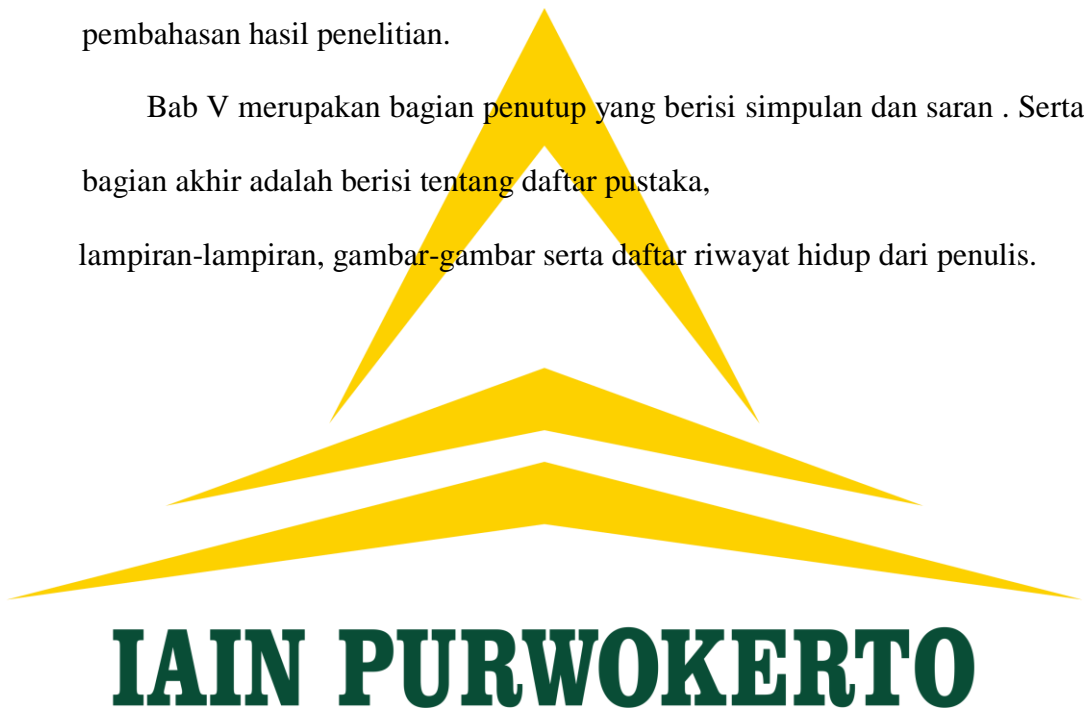 pembahasan hasil penelitian.
Bab V merupakan bagian penutup yang berisi simpulan dan saran . Serta
bagian akhir adalah berisi tentang daftar pustaka,
lampiran-lampiran, gambar-gambar serta daftar riwayat hidup dari penulis.
IAIN PURWOKERTO